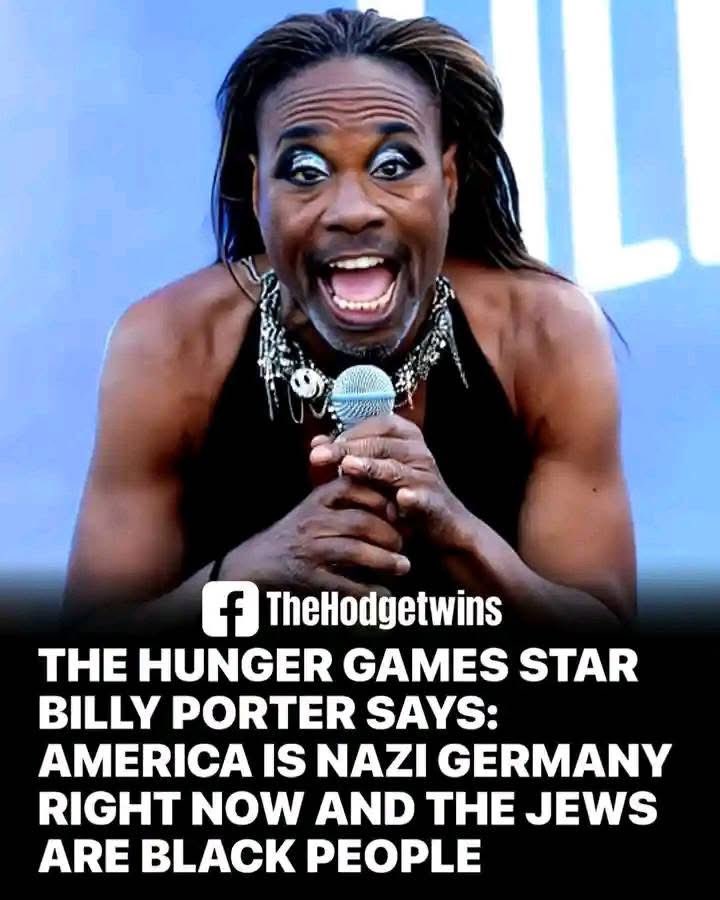 TheHodgetwins
THE HUNGER GAMES STAR
BILLY PORTER SAYS:
AMERICA IS NAZI GERMANY
RIGHT NOW AND THE JEWS
ARE BLACK PEOPLE